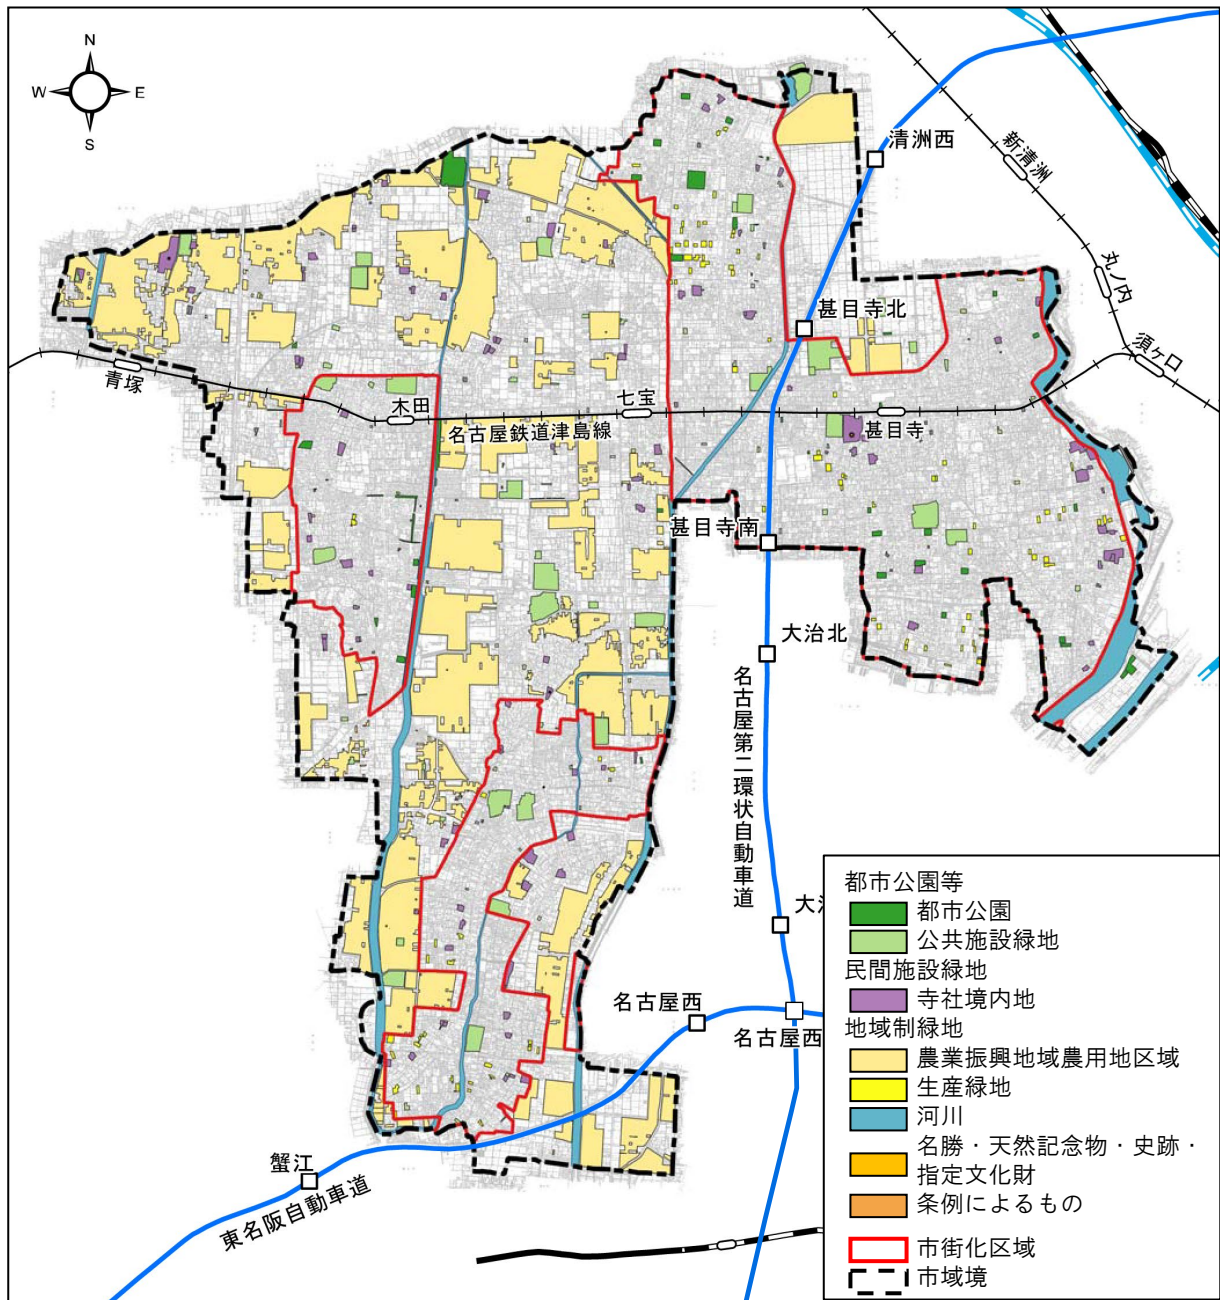 N
W
E
S
清洲西
新清洲
丸ノ内
須ヶ口
甚目寺北
青塚
木田
七宝
名古屋鉄道津島線
甚目寺
甚目寺南
大治北
名古屋第二環状自動車道
名古屋西
名古屋西
蟹江
東名阪自動車道
都市公園等
都市公園
公共施設緑地
民間施設緑地
寺社境内地
地域制緑地
農業振興地域農用地区域
生産緑地
河川
名勝・天然記念物・史跡・
指定文化財
条例によるもの
市街化区域
市域境